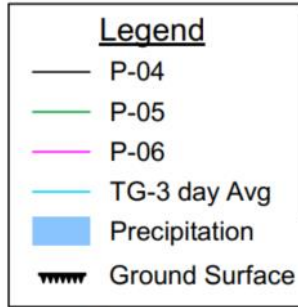 Legend
P-04
P-05
P-06
TG-3 day Avg
Precipitation
Ground Surface